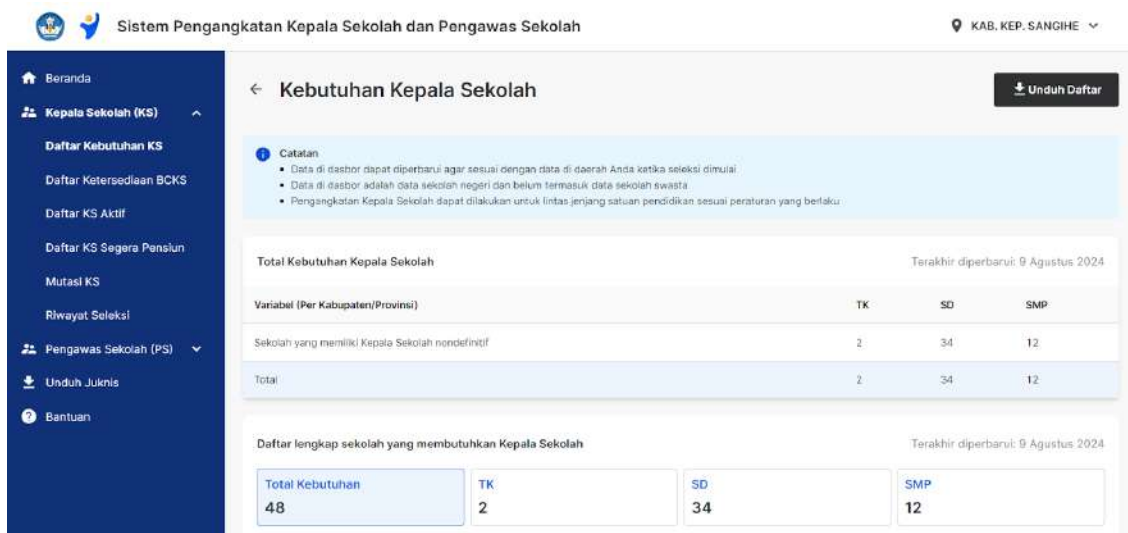 Sistem Pengangkatan Kepala Sekolah dan Pengawas Sekolah
KAB. KEP. SANGIHE
Beranda
Kepala Sekolah (KS)
Daftar Kebutuhan KS
Daftar Ketersediaan BCKS
Daftar KS Aktif
Daftar KS Segera Pensiun
Mutasi KS
Riwayat Seleksi
Pengawas Sekolah (PS)
Unduh Juknis
Bantuan
Kebutuhan Kepala Sekolah
Unduh Daftar
Catatan
• Data di dasbor dapat diperbarui agar sesuai dengan data di daerah Anda ketika seleksi dimulai
• Data di dasbor adalah data sekolah negeri dan belum termasuk data sekolah swasta
• Pengangkatan Kepala Sekolah dapat dilakukan untuk lintas jenjang satuan pendidikan sesuai peraturan yang berlaku
Total Kebutuhan Kepala Sekolah Terakhir diperbarui: 9 Agustus 2024
Variabel (Per Kabupaten/Provinsi) TK SD SMP
Sekolah yang memiliki Kepala Sekolah nondefinitif 2 34 12
Total 2 34 12
Daftar lengkap sekolah yang membutuhkan Kepala Sekolah Terakhir diperbarui: 9 Agustus 2024
Total Kebutuhan TK SD SMP
48 2 34 12